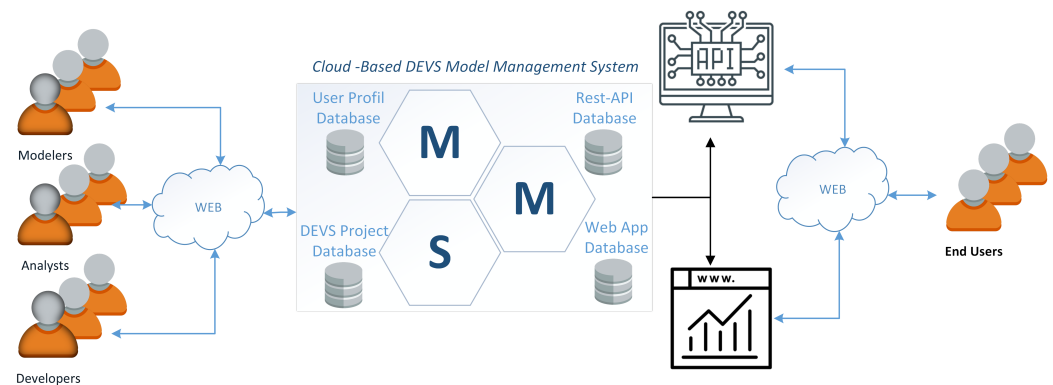 Cloud -Based DEVS Model Management System
User Profil
Database
Rest-API
Database
M
M
S
DEVS Project
Database
Web App
Database
Modelers
Analysts
Developers
WEB
API
www.
WEB
End Users